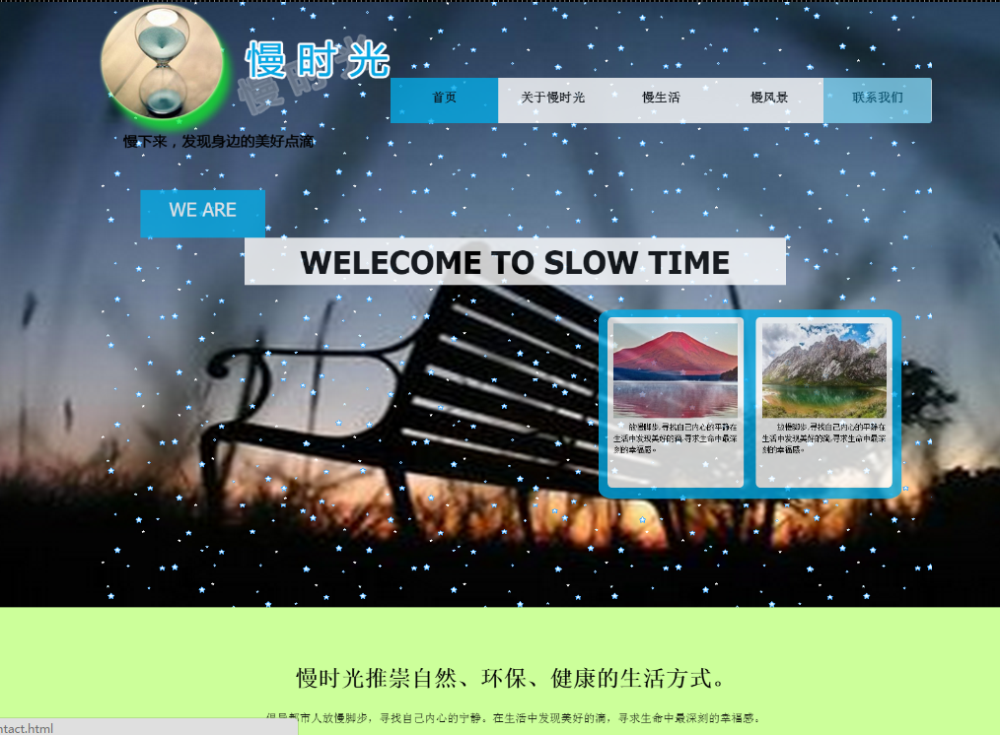 慢时光
慢时光
慢下来，发现身边的美好点滴
首页 关于慢时光 慢生活 慢风景 联系我们
WE ARE
WELECOME TO SLOW TIME
放慢脚步,寻找自己内心的平静在
生活中发现美好的滴,寻求生命中最深
刻的幸福感。
放慢脚步,寻找自己内心的平静在
生活中发现美好的滴,寻求生命中最深
刻的幸福感。
慢时光推崇自然、环保、健康的生活方式。
倡导都市人放慢脚步，寻找自己内心的宁静。在生活中发现美好的滴，寻求生命中最深刻的幸福感。
ntact.html